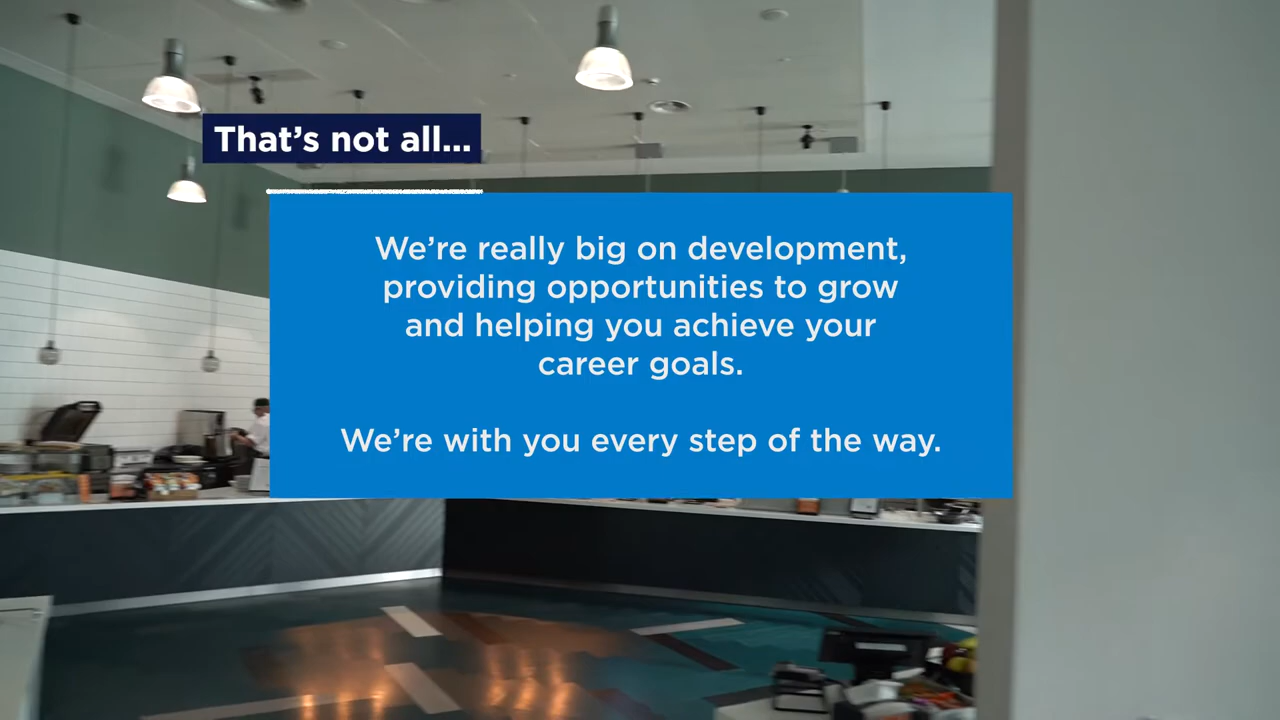 That's not all...
We're really big on development,
providing opportunities to grow
and helping you achieve your
career goals.
We're with you every step of the way.